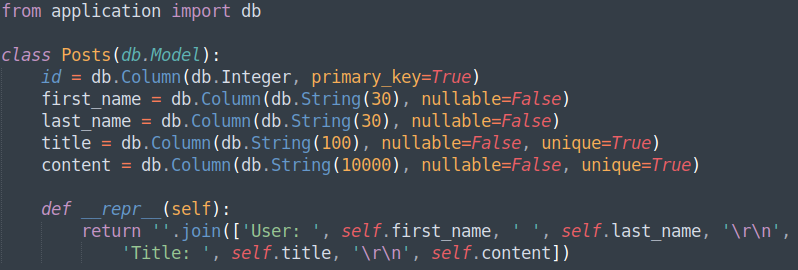 from application import db
class Posts(db.Model):
    id = db.Column(db.Integer, primary_key=True)
    first_name = db.Column(db.String(30), nullable=False)
    last_name = db.Column(db.String(30), nullable=False)
    title = db.Column(db.String(100), nullable=False, unique=True)
    content = db.Column(db.String(10000), nullable=False, unique=True)
    def __repr__(self):
        return ''.join(['User: ', self.first_name, ' ', self.last_name, '\r\n',
            'Title: ', self.title, '\r\n', self.content])